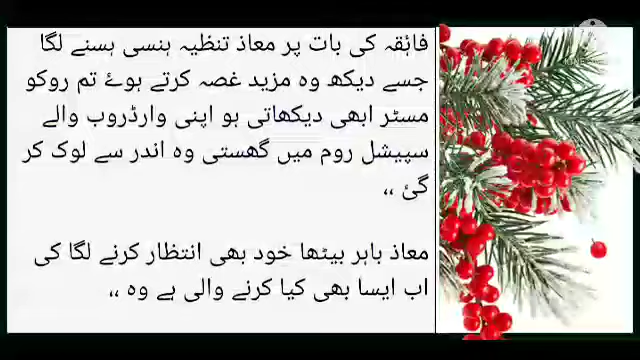 فائقہ کی بات پر معاذ تنظیہ ہنسی ہسنے لگا
جسے دیکھ وہ مزید غصہ کرتے ہوۓ تم روکو
مسٹر ابھی دیکھاتی ہو اپنی وارڈروب والے
سپیشل روم میں گھستی وہ اندر سے لوک کر
گئ ،،
معاذ باہر بیٹھا خود بھی انتظار کرنے لگا کی
اب ایسا بھی کیا کرنے والی ہے وہ ،،